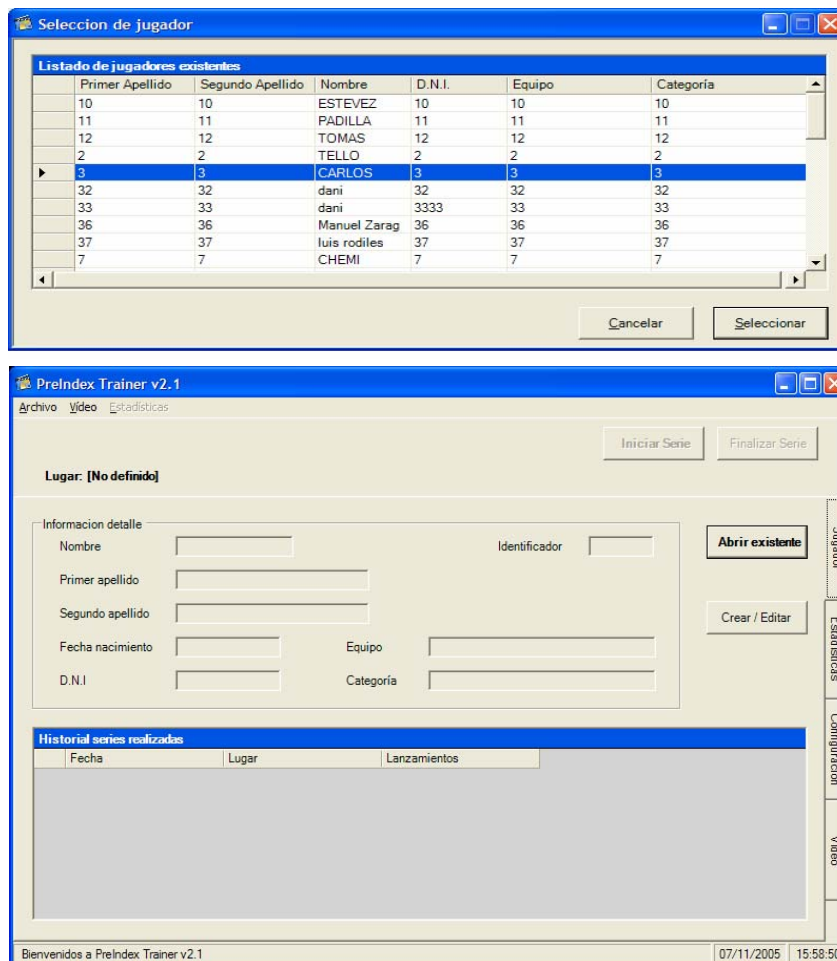 Seleccion de jugador
Listado de jugadores existentes
Primer Apellido Segundo Apellido Nombre D.N.I. Equipo Categoría
10 10 ESTEVEZ 10 10 10
11 11 PADILLA 11 11 11
12 12 TOMAS 12 12 12
2 2 TELLO 2 2 2
3 3 CARLOS 3 3 3
32 32 dani 32 32 32
33 33 dani 3333 33 33
36 36 Manuel Zarag 36 36 36
37 37 luis rodiles 37 37 37
7 7 CHEMI 7 7 7
Cancelar Seleccionar
PreIndex Trainer v2.1
Archivo Vídeo Estadísticas
Iniciar Serie Finalizar Serie
Lugar: [No definido]
Informacion detalle
Nombre Identificador Abrir existente
Primer apellido
Segundo apellido Crear / Editar
Fecha nacimiento Equipo
D.N.I Categoría
Jugador
Estadísticas
Configuración
Vídeo
Historial series realizadas
Fecha Lugar Lanzamientos
Bienvenidos a PreIndex Trainer v2.1 07/11/2005 15:58:50